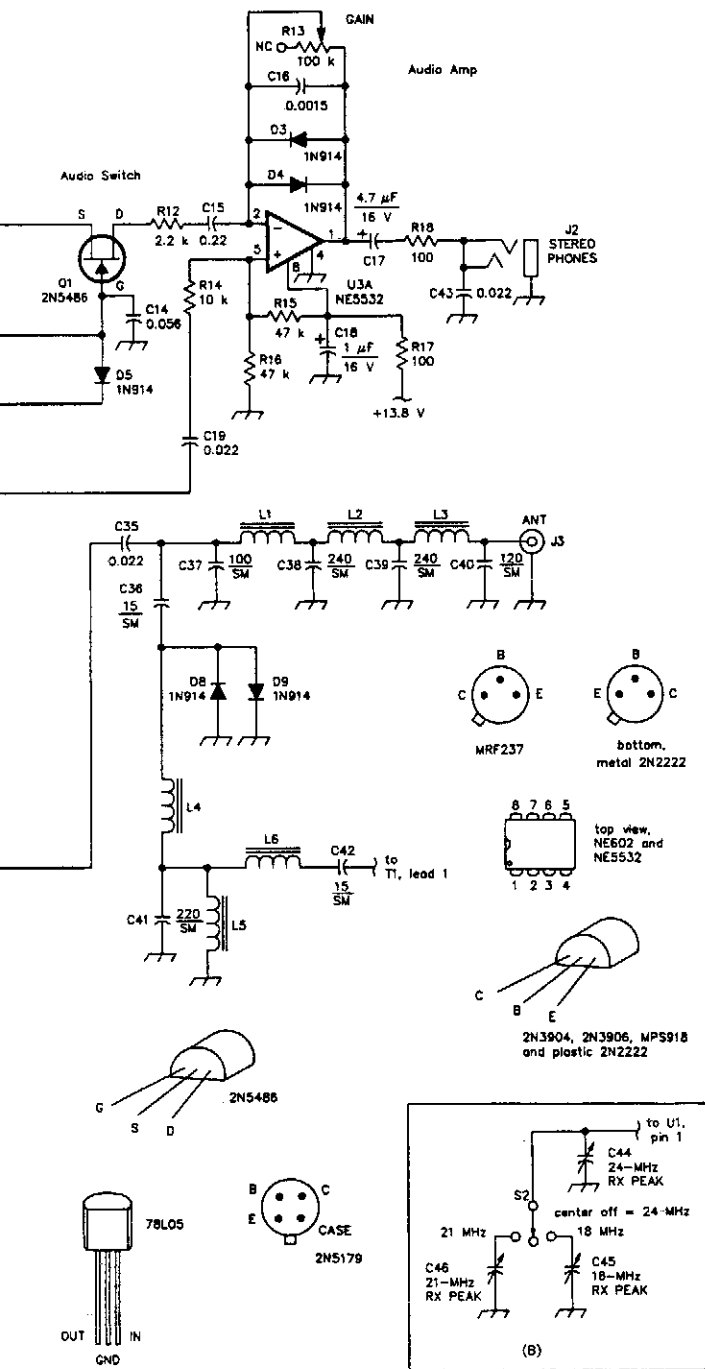 GAIN
R13
NC
100 k
Audio Amp
C16
0.0015
D3
1N914
D4
1N914
Audio Switch
S
D
R12
2.2 k
C15
0.22
2
−
5
+
8
4
1
4.7 µF
16 V
+
C17
R18
100
J2
STEREO
PHONES
Q1
2N5486
G
C14
0.056
R14
10 k
U3A
NE5532
C43
0.022
R15
47 k
+
C18
1 µF
16 V
R17
100
R16
47 k
D5
1N914
+13.8 V
C19
0.022
C35
0.022
L1
L2
L3
ANT
J3
C37
100
SM
C38
240
SM
C39
240
SM
C40
120
SM
C36
15
SM
D8
1N914
D9
1N914
B
C
E
MRF237
B
E
C
bottom,
metal 2N2222
L4
8 7 6 5
top view,
NE602 and
NE5532
1 2 3 4
L6
C42
15
SM
to
T1, lead 1
C41
220
SM
L5
C
B
E
2N3904, 2N3906, MPS918
and plastic 2N2222
G
S
D
2N5486
to U1,
pin 1
C44
24-MHz
RX PEAK
S2
center off = 24-MHz
21 MHz
18 MHz
C46
21-MHz
RX PEAK
C45
18-MHz
RX PEAK
(B)
78L05
OUT
IN
GND
B
C
E
CASE
2N5179